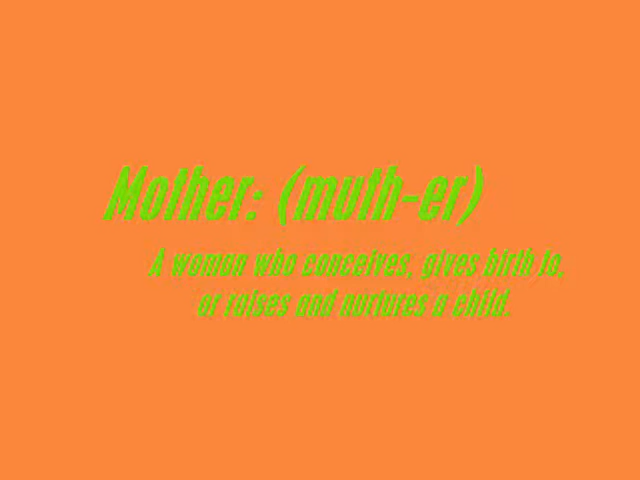 Mother: (muth-er)
A woman who conceives, gives birth to,
or raises and nurtures a child.